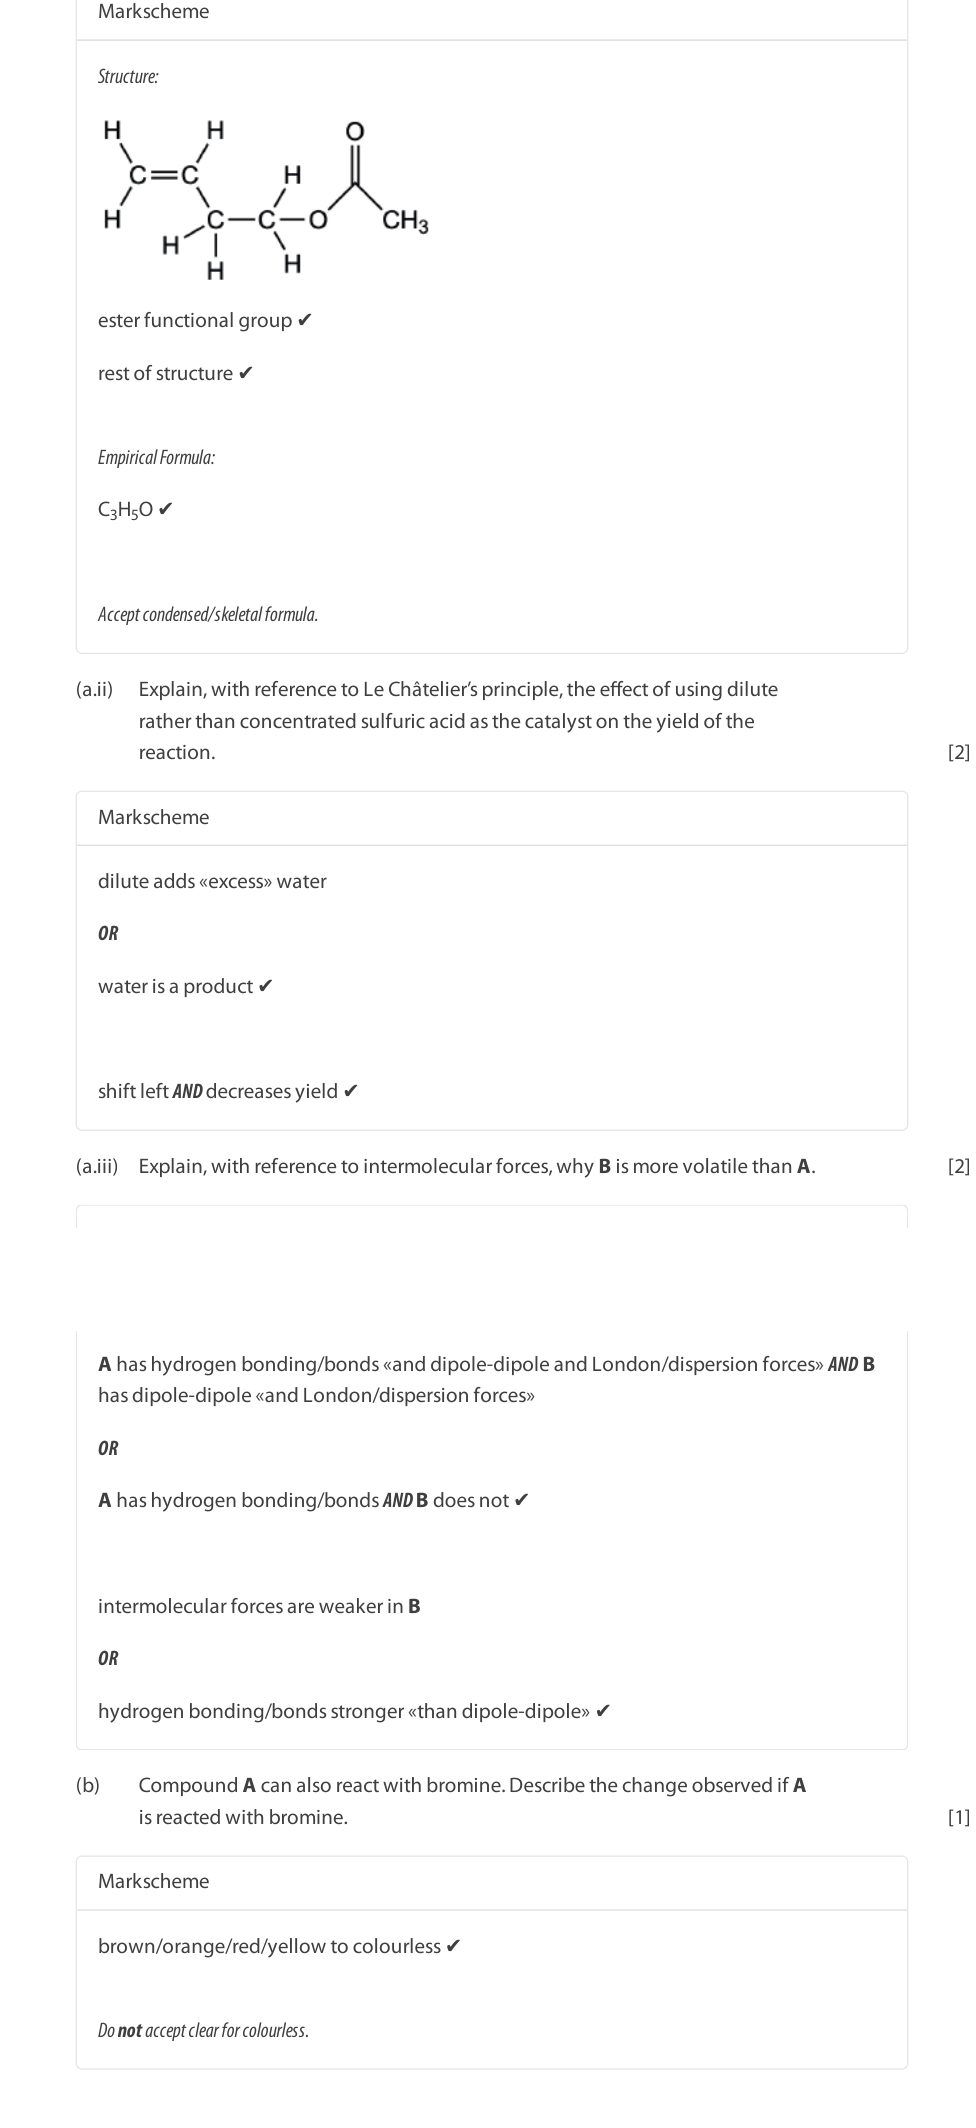 Markscheme
Structure:
H H O
C=C H
H C—C—O CH₃
H H H
ester functional group ✔
rest of structure ✔
Empirical Formula:
C₃H₅O ✔
Accept condensed/skeletal formula.
(a.ii) Explain, with reference to Le Châtelier’s principle, the effect of using dilute
rather than concentrated sulfuric acid as the catalyst on the yield of the
reaction. [2]
Markscheme
dilute adds «excess» water
OR
water is a product ✔
shift left AND decreases yield ✔
(a.iii) Explain, with reference to intermolecular forces, why B is more volatile than A. [2]
A has hydrogen bonding/bonds «and dipole-dipole and London/dispersion forces» AND B
has dipole-dipole «and London/dispersion forces»
OR
A has hydrogen bonding/bonds AND B does not ✔
intermolecular forces are weaker in B
OR
hydrogen bonding/bonds stronger «than dipole-dipole» ✔
(b) Compound A can also react with bromine. Describe the change observed if A
is reacted with bromine. [1]
Markscheme
brown/orange/red/yellow to colourless ✔
Do not accept clear for colourless.